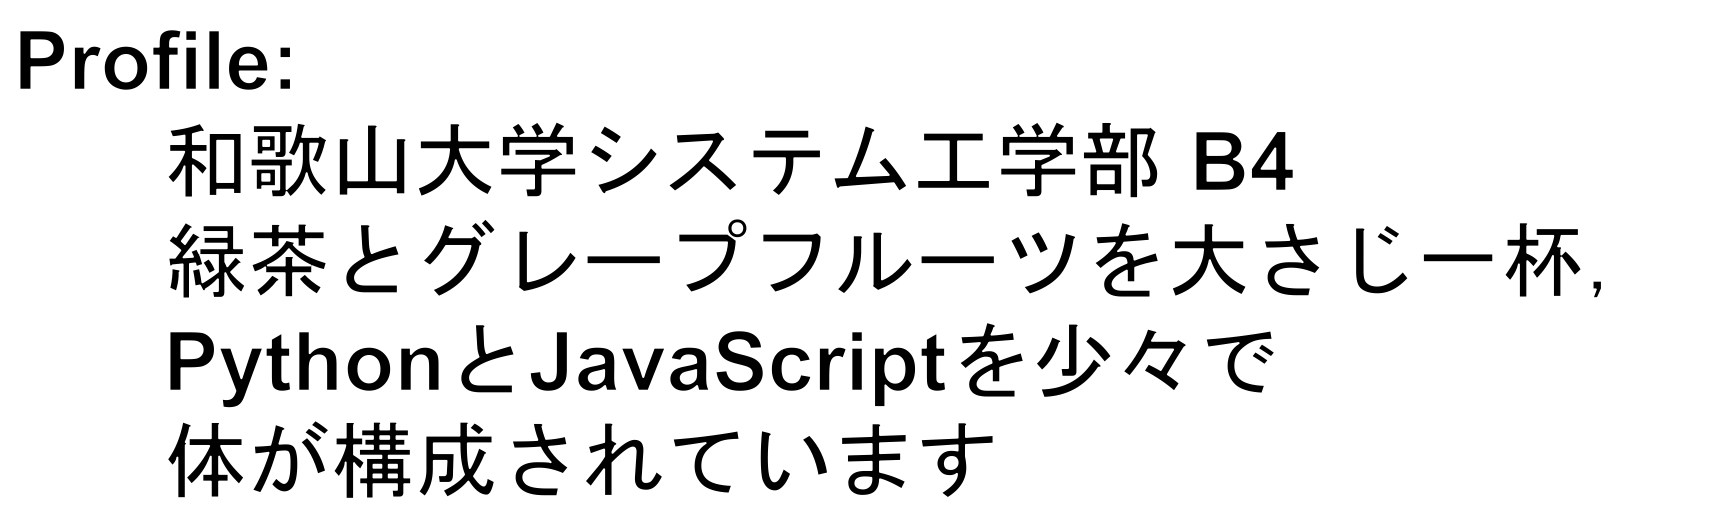 Profile:
和歌山大学システム工学部 B4
緑茶とグレープフルーツを大さじ一杯,
PythonとJavaScriptを少々で
体が構成されています